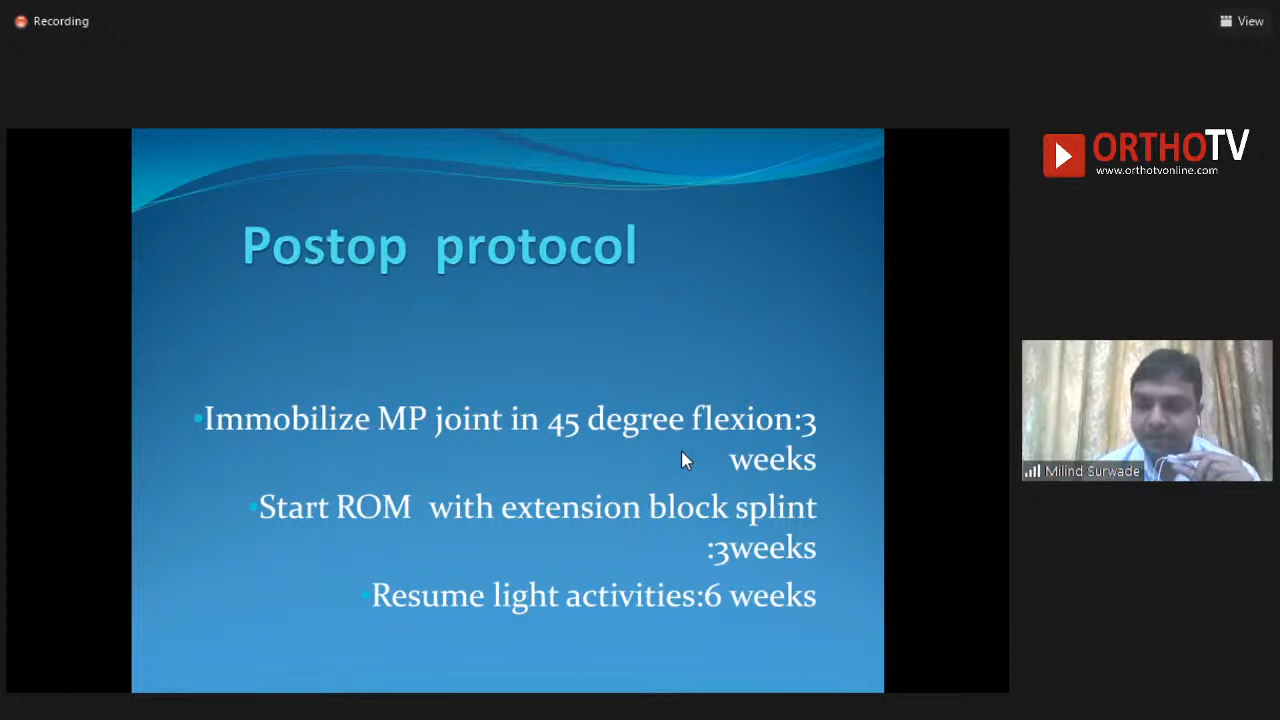 Recording
View
ORTHOTV
www.orthotvonline.com
Postop protocol
•Immobilize MP joint in 45 degree flexion:3
weeks
•Start ROM with extension block splint
:3weeks
•Resume light activities:6 weeks
Milind Surwade